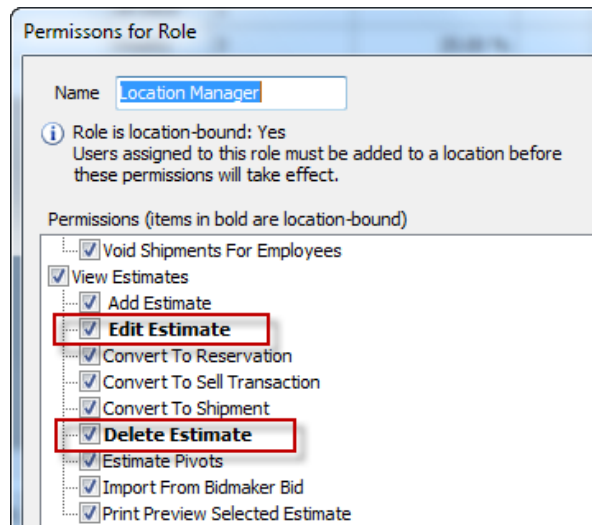 Permissons for Role
Name Location Manager
Role is location-bound: Yes
Users assigned to this role must be added to a location before
these permissions will take effect.
Permissions (items in bold are location-bound)
Void Shipments For Employees
View Estimates
Add Estimate
Edit Estimate
Convert To Reservation
Convert To Sell Transaction
Convert To Shipment
Delete Estimate
Estimate Pivots
Import From Bidmaker Bid
Print Preview Selected Estimate